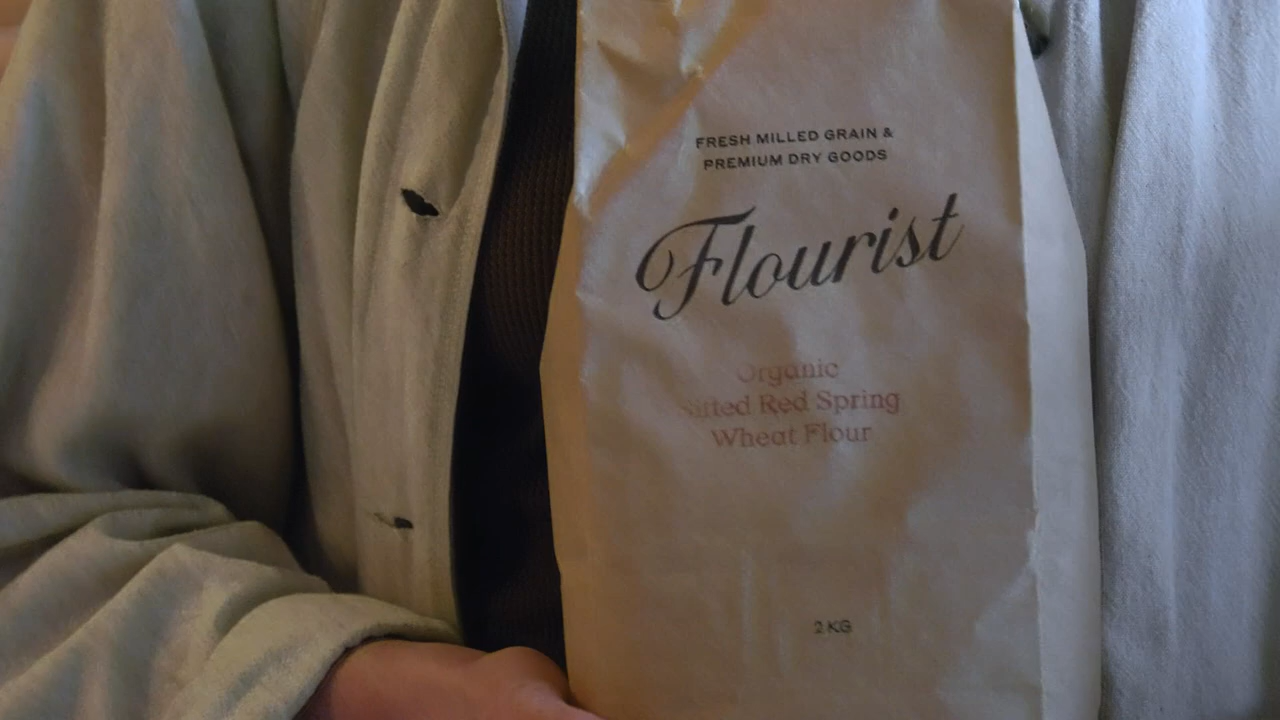 FRESH MILLED GRAIN &
PREMIUM DRY GOODS
Flourist
Organic
Sifted Red Spring
Wheat Flour
2 KG